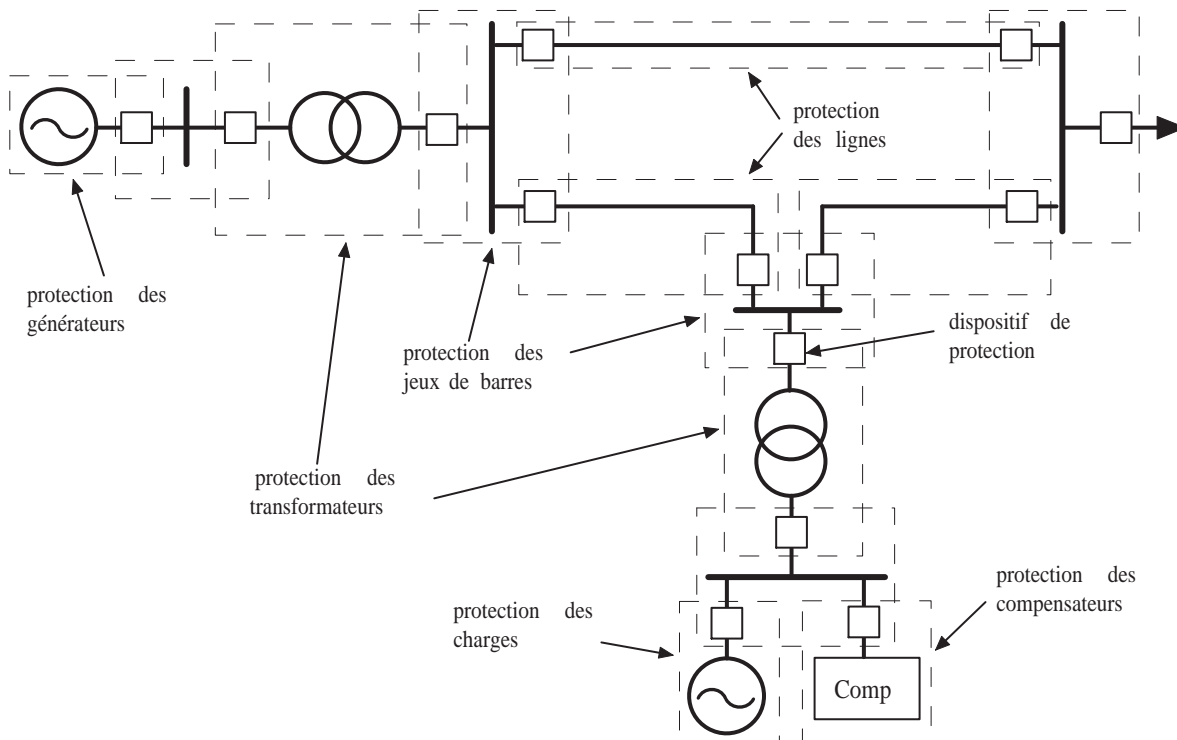 protection
des lignes
protection des
générateurs
protection des
jeux de barres
dispositif de
protection
protection des
transformateurs
protection des
compensateurs
protection des
charges
Comp